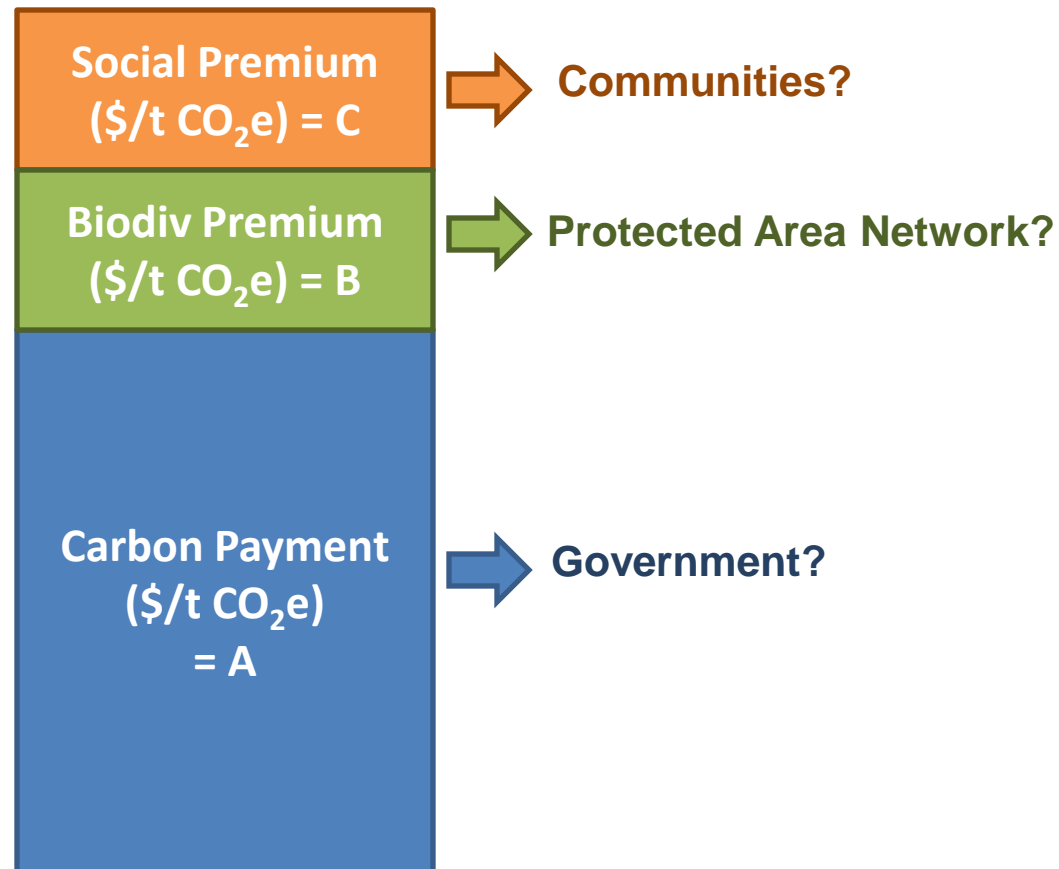 Social Premium
($/t CO₂e) = C
Communities?
Biodiv Premium
($/t CO₂e) = B
Protected Area Network?
Carbon Payment
($/t CO₂e)
= A
Government?